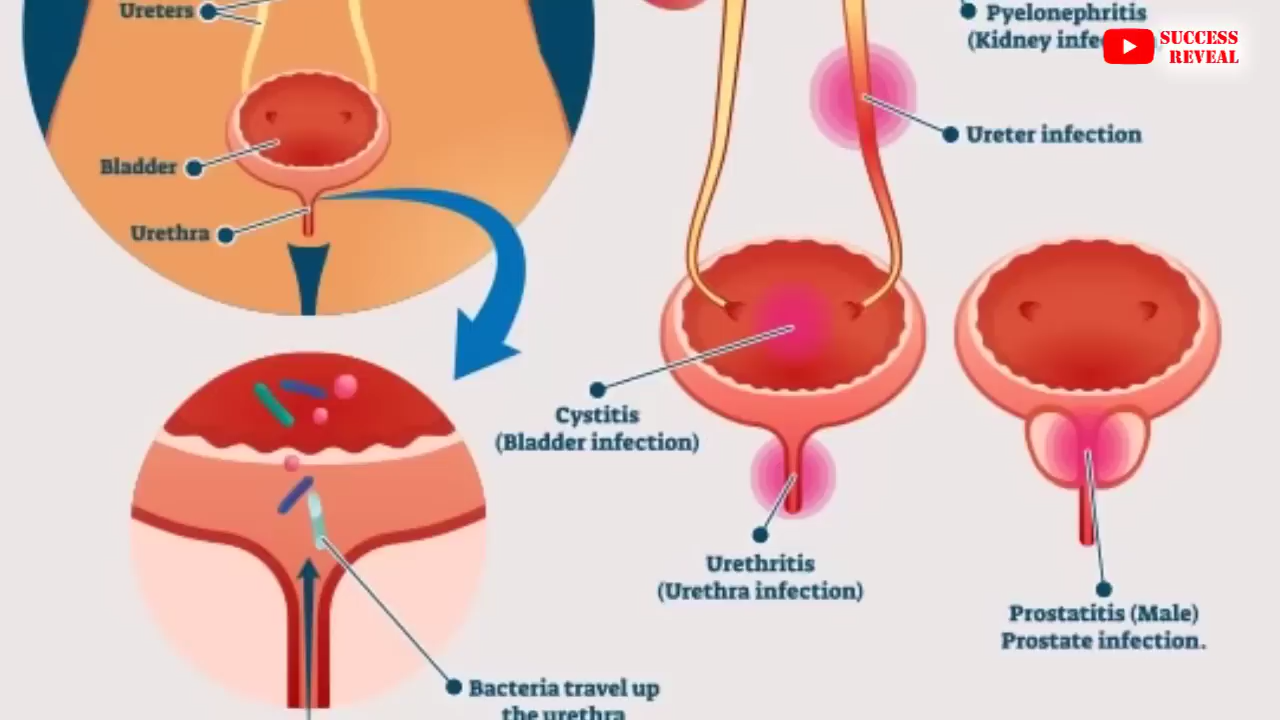 Ureters
Bladder
Urethra
Pyelonephritis
(Kidney infe
SUCCESS
REVEAL
Ureter infection
Cystitis
(Bladder infection)
Urethritis
(Urethra infection)
Prostatitis (Male)
Prostate infection.
Bacteria travel up
the urethra